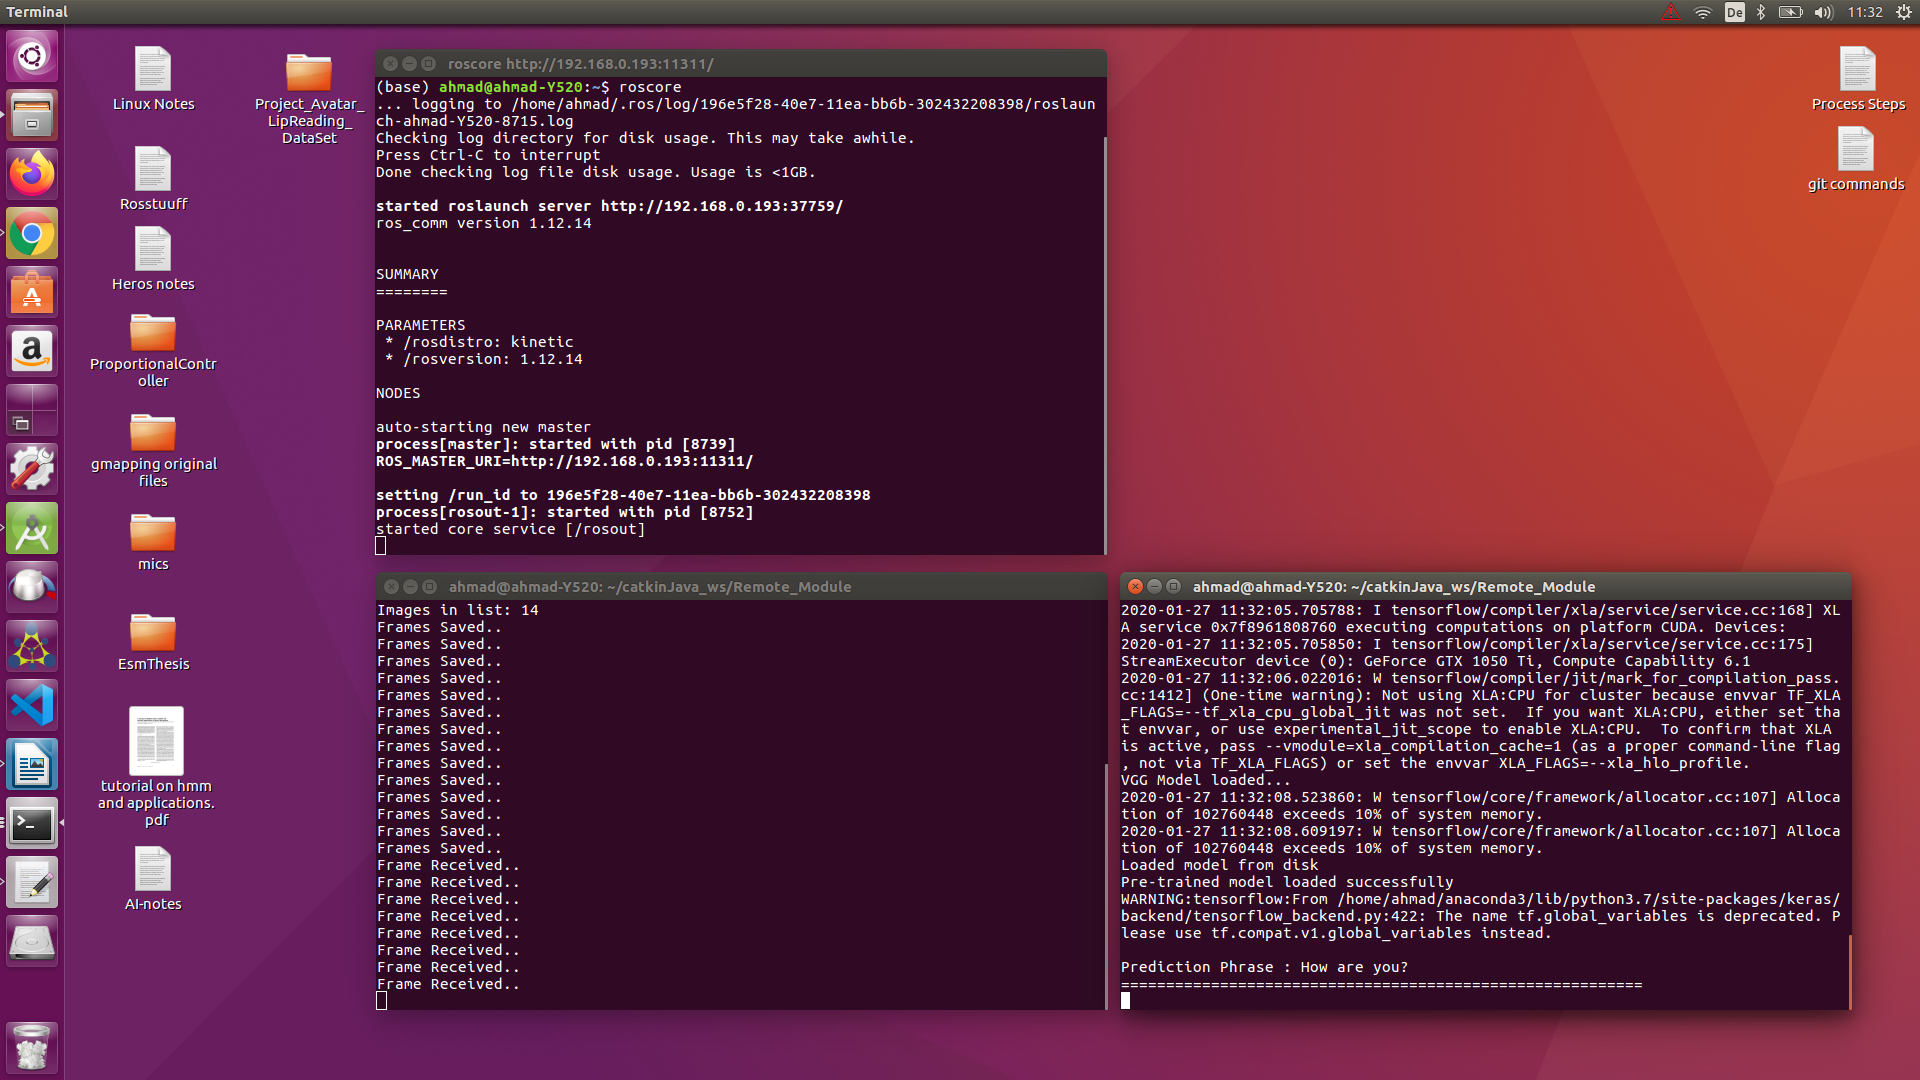 Terminal
De
11:32
Linux Notes
Project_Avatar_
LipReading_
DataSet
Rosstuuff
Heros notes
ProportionalContr
oller
gmapping original
files
mics
EsmThesis
tutorial on hmm
and applications.
pdf
AI-notes
Process Steps
git commands
roscore http://192.168.0.193:11311/
(base) ahmad@ahmad-Y520:~$ roscore
... logging to /home/ahmad/.ros/log/196e5f28-40e7-11ea-bb6b-302432208398/roslaun
ch-ahmad-Y520-8715.log
Checking log directory for disk usage. This may take awhile.
Press Ctrl-C to interrupt
Done checking log file disk usage. Usage is <1GB.
started roslaunch server http://192.168.0.193:37759/
ros_comm version 1.12.14
SUMMARY
========
PARAMETERS
* /rosdistro: kinetic
* /rosversion: 1.12.14
NODES
auto-starting new master
process[master]: started with pid [8739]
ROS_MASTER_URI=http://192.168.0.193:11311/
setting /run_id to 196e5f28-40e7-11ea-bb6b-302432208398
process[rosout-1]: started with pid [8752]
started core service [/rosout]
ahmad@ahmad-Y520: ~/catkinJava_ws/Remote_Module
Images in list: 14
Frames Saved..
Frames Saved..
Frames Saved..
Frames Saved..
Frames Saved..
Frames Saved..
Frames Saved..
Frames Saved..
Frames Saved..
Frames Saved..
Frames Saved..
Frames Saved..
Frames Saved..
Frames Saved..
Frame Received..
Frame Received..
Frame Received..
Frame Received..
Frame Received..
Frame Received..
Frame Received..
Frame Received..
ahmad@ahmad-Y520: ~/catkinJava_ws/Remote_Module
2020-01-27 11:32:05.705788: I tensorflow/compiler/xla/service/service.cc:168] XL
A service 0x7f8961808760 executing computations on platform CUDA. Devices:
2020-01-27 11:32:05.705850: I tensorflow/compiler/xla/service/service.cc:175]
StreamExecutor device (0): GeForce GTX 1050 Ti, Compute Capability 6.1
2020-01-27 11:32:06.022016: W tensorflow/compiler/jit/mark_for_compilation_pass.
cc:1412] (One-time warning): Not using XLA:CPU for cluster because envvar TF_XLA
_FLAGS=--tf_xla_cpu_global_jit was not set.  If you want XLA:CPU, either set tha
t envvar, or use experimental_jit_scope to enable XLA:CPU.  To confirm that XLA
is active, pass --vmodule=xla_compilation_cache=1 (as a proper command-line flag
, not via TF_XLA_FLAGS) or set the envvar XLA_FLAGS=--xla_hlo_profile.
VGG Model loaded...
2020-01-27 11:32:08.523860: W tensorflow/core/framework/allocator.cc:107] Alloca
tion of 102760448 exceeds 10% of system memory.
2020-01-27 11:32:08.609197: W tensorflow/core/framework/allocator.cc:107] Alloca
tion of 102760448 exceeds 10% of system memory.
Loaded model from disk
Pre-trained model loaded successfully
WARNING:tensorflow:From /home/ahmad/anaconda3/lib/python3.7/site-packages/keras/
backend/tensorflow_backend.py:422: The name tf.global_variables is deprecated. P
lease use tf.compat.v1.global_variables instead.
Prediction Phrase : How are you?
==========================================================